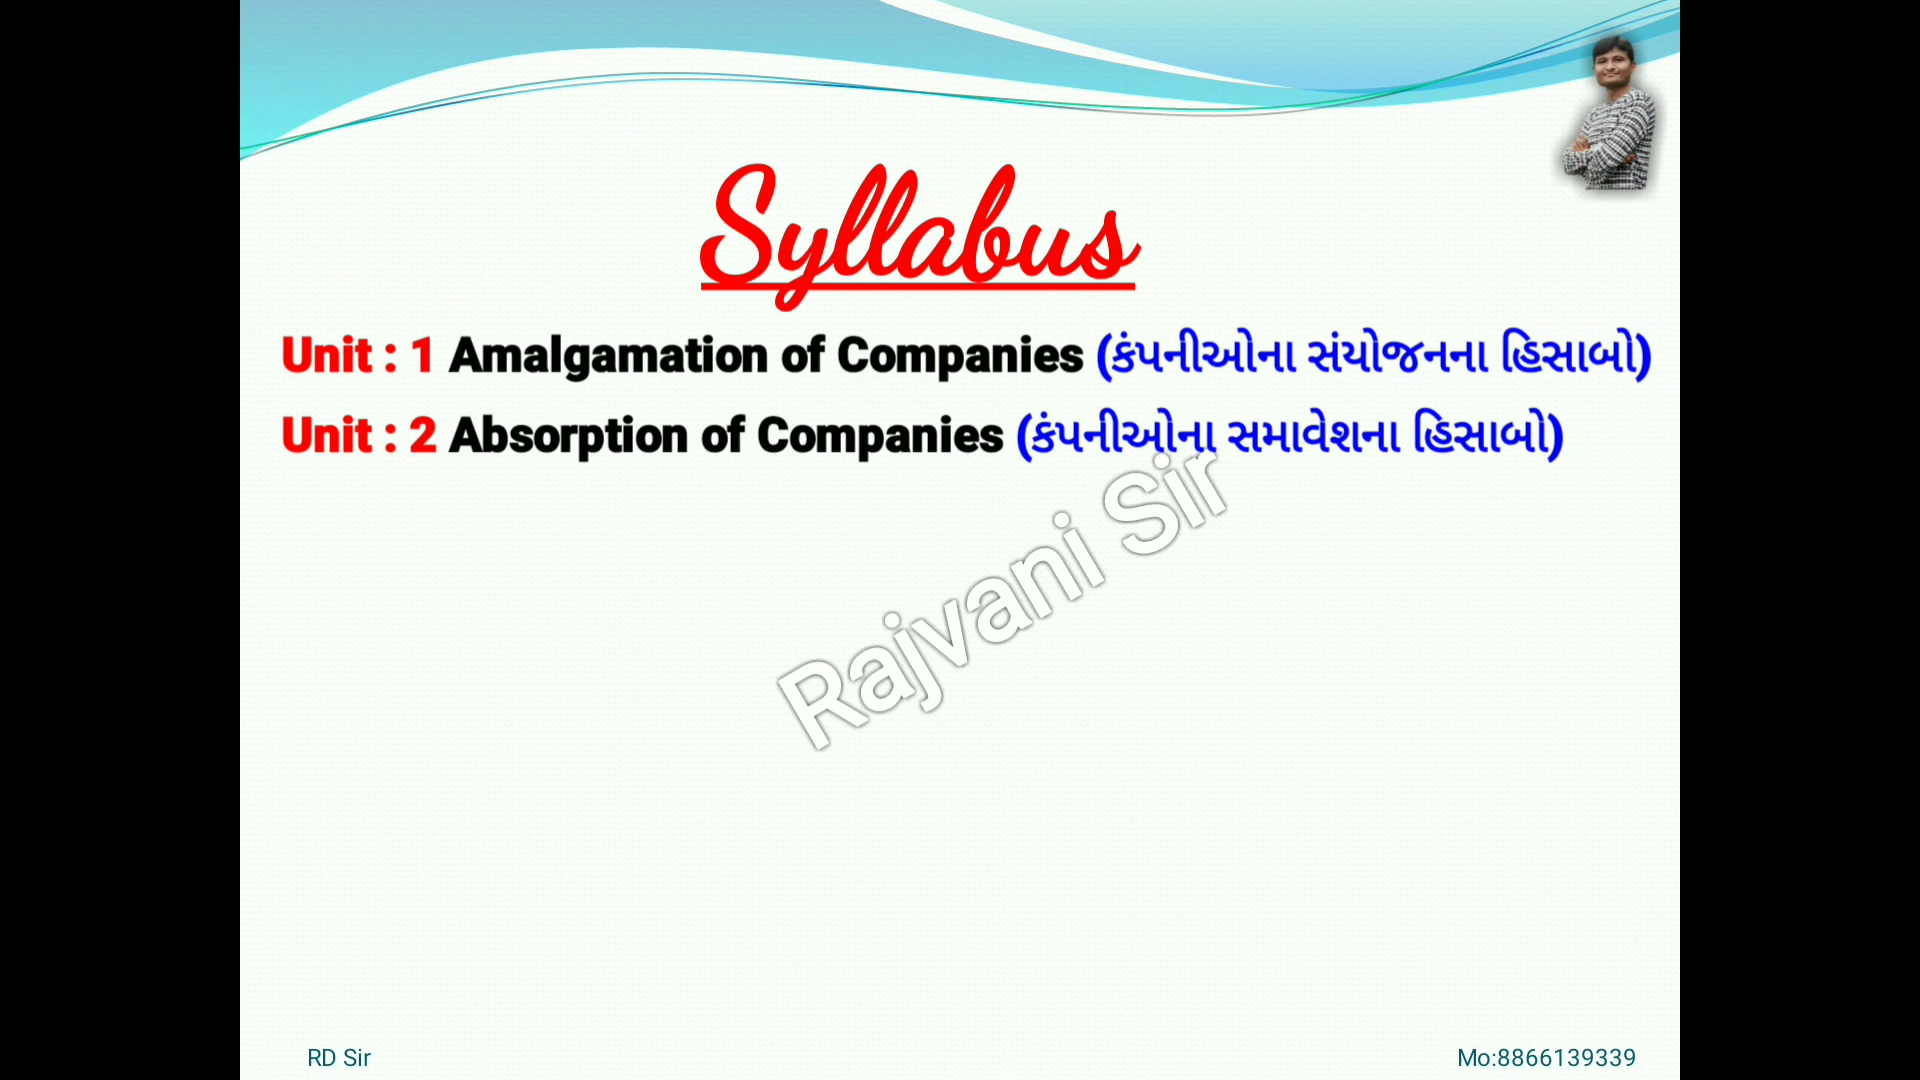 Syllabus
Unit : 1 Amalgamation of Companies (કંપનીઓના સંયોજનના હિસાબો)
Unit : 2 Absorption of Companies (કંપનીઓના સમાવેશના હિસાબો)
Rajvani Sir
RD Sir
Mo:8866139339